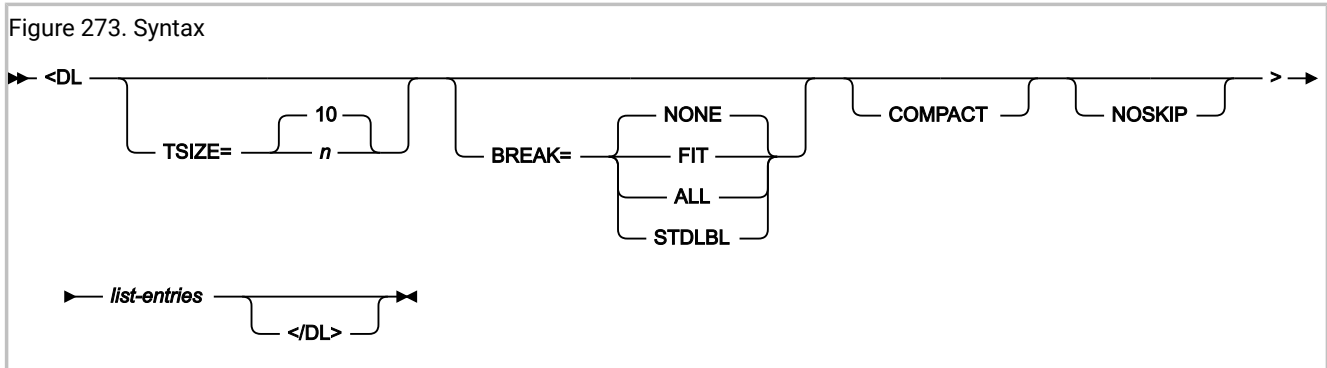 Figure 273. Syntax
<DL
TSIZE=
10
n
BREAK=
NONE
FIT
ALL
STDLBL
COMPACT
NOSKIP
>
list-entries
</DL>